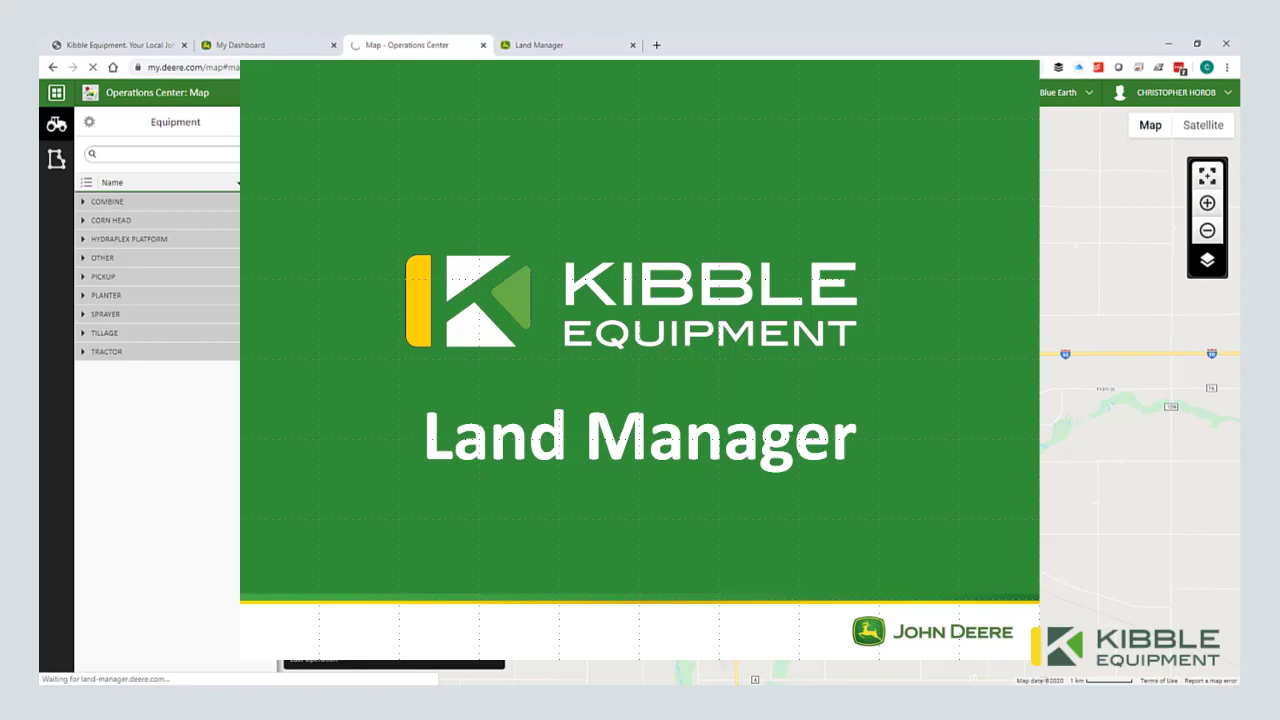 Kibble Equipment. Your Local Jo
My Dashboard
Map - Operations Center
Land Manager
my.deere.com/map#ma
Operations Center: Map
Blue Earth
CHRISTOPHER HOROB
Equipment
Map
Satellite
Name
COMBINE
CORN HEAD
HYDRAFLEX PLATFORM
OTHER
PICKUP
PLANTER
SPRAYER
TILLAGE
TRACTOR
KIBBLE
EQUIPMENT
Land Manager
90
JOHN DEERE
KIBBLE
EQUIPMENT
Waiting for land-manager.deere.com...
Map data ©2020
1 km
Terms of Use
Report a map error